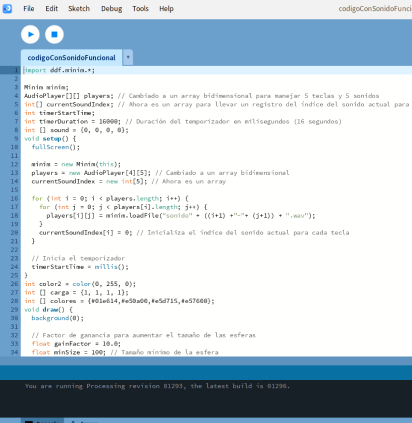 File Edit Sketch Debug Tools Help codigoConSonidoFunci
codigoConSonidoFuncional
1 import ddf.minim.*;
2
3 Minim minim;
4 AudioPlayer[][] players; // Cambiado a un array bidimensional para manejar 5 teclas y 5 sonidos
5 int[] currentSoundIndex; // Ahora es un array para llevar un registro del índice del sonido actual para
6 int timerStartTime;
7 int timerDuration = 16000; // Duración del temporizador en milisegundos (16 segundos)
8 int [] sound = {0, 0, 0, 0};
9 void setup() {
10 fullScreen();
11
12 minim = new Minim(this);
13 players = new AudioPlayer[4][5]; // Cambiado a un array bidimensional
14 currentSoundIndex = new int[5]; // Ahora es un array
15
16 for (int i = 0; i < players.length; i++) {
17 for (int j = 0; j < players[i].length; j++) {
18 players[i][j] = minim.loadFile("sonido" + ((i+1) +"-"+ (j+1)) + ".wav");
19 }
20 currentSoundIndex[i] = 0; // Inicializa el índice del sonido actual para cada tecla
21 }
22
23 // Inicia el temporizador
24 timerStartTime = millis();
25 }
26 int color2 = color(0, 255, 0);
27 int [] carga = {1, 1, 1, 1};
28 int [] colores = {#01e614,#e50a00,#e5d715,#e57600};
29 void draw() {
30 background(0);
31
32 // Factor de ganancia para aumentar el tamaño de las esferas
33 float gainFactor = 10.0;
34 float minSize = 100; // Tamaño mínimo de la esfera
You are running Processing revision 01293, the latest build is 01296.